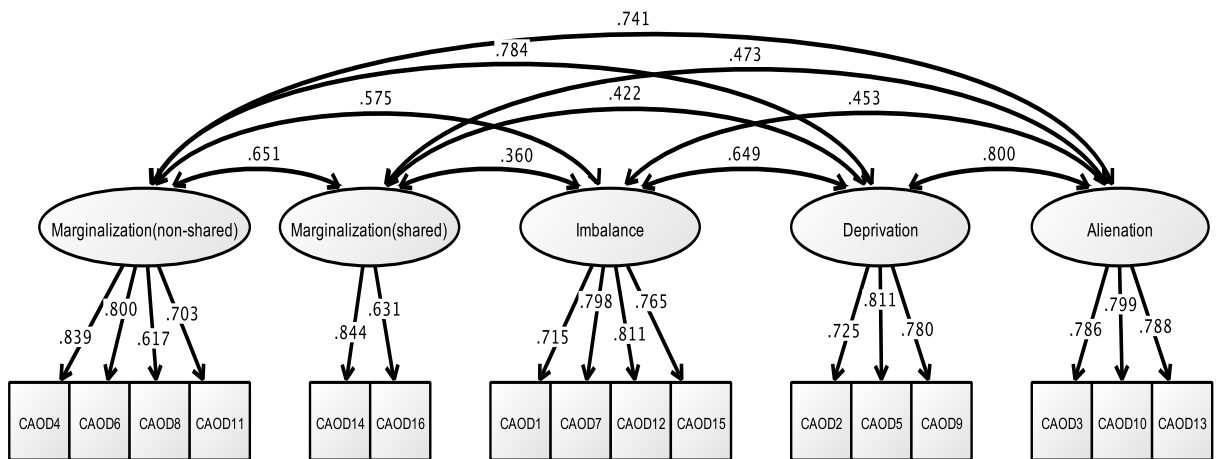 .741
.784
.473
.575
.422
.453
.651
.360
.649
.800
Marginalization(non-shared)
Marginalization(shared)
Imbalance
Deprivation
Alienation
.839
.800
.617
.703
.844
.631
.715
.798
.811
.765
.725
.811
.780
.786
.799
.788
CAOD4
CAOD6
CAOD8
CAOD11
CAOD14
CAOD16
CAOD1
CAOD7
CAOD12
CAOD15
CAOD2
CAOD5
CAOD9
CAOD3
CAOD10
CAOD13